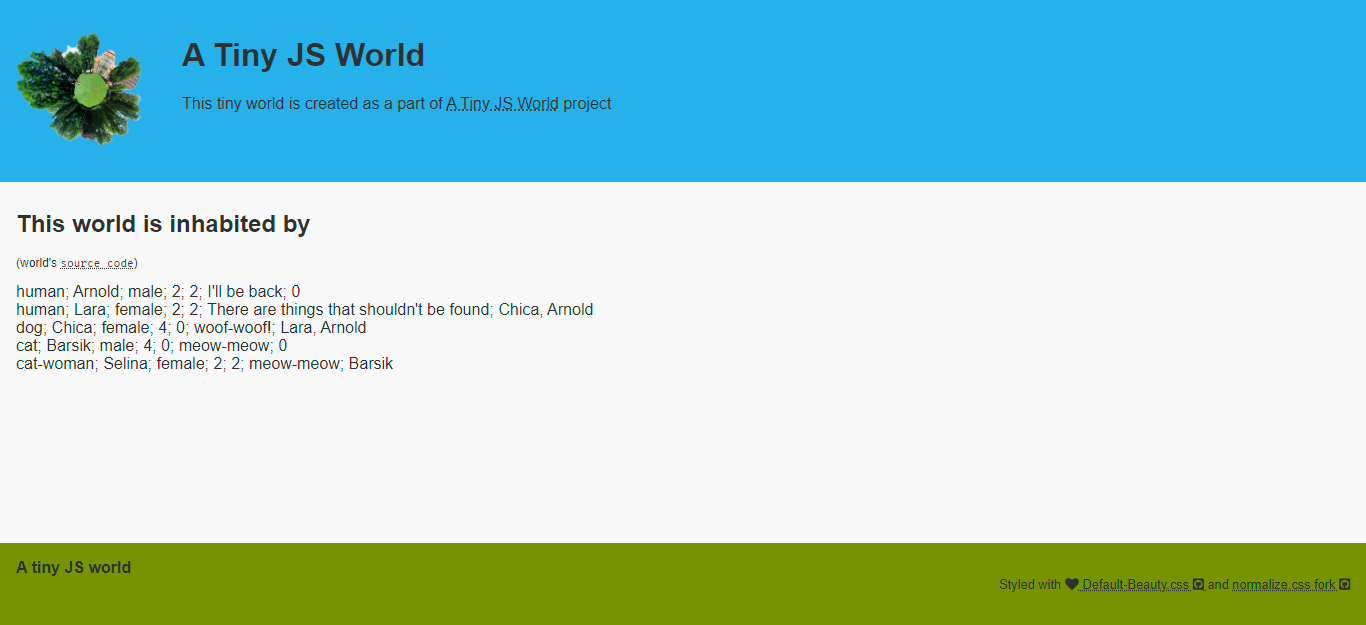 A Tiny JS World
This tiny world is created as a part of A Tiny JS World project
This world is inhabited by
(world's source code)
human; Arnold; male; 2; 2; I'll be back; 0
human; Lara; female; 2; 2; There are things that shouldn't be found; Chica, Arnold
dog; Chica; female; 4; 0; woof-woof!; Lara, Arnold
cat; Barsik; male; 4; 0; meow-meow; 0
cat-woman; Selina; female; 2; 2; meow-meow; Barsik
A tiny JS world
Styled with Default-Beauty.css and normalize.css fork